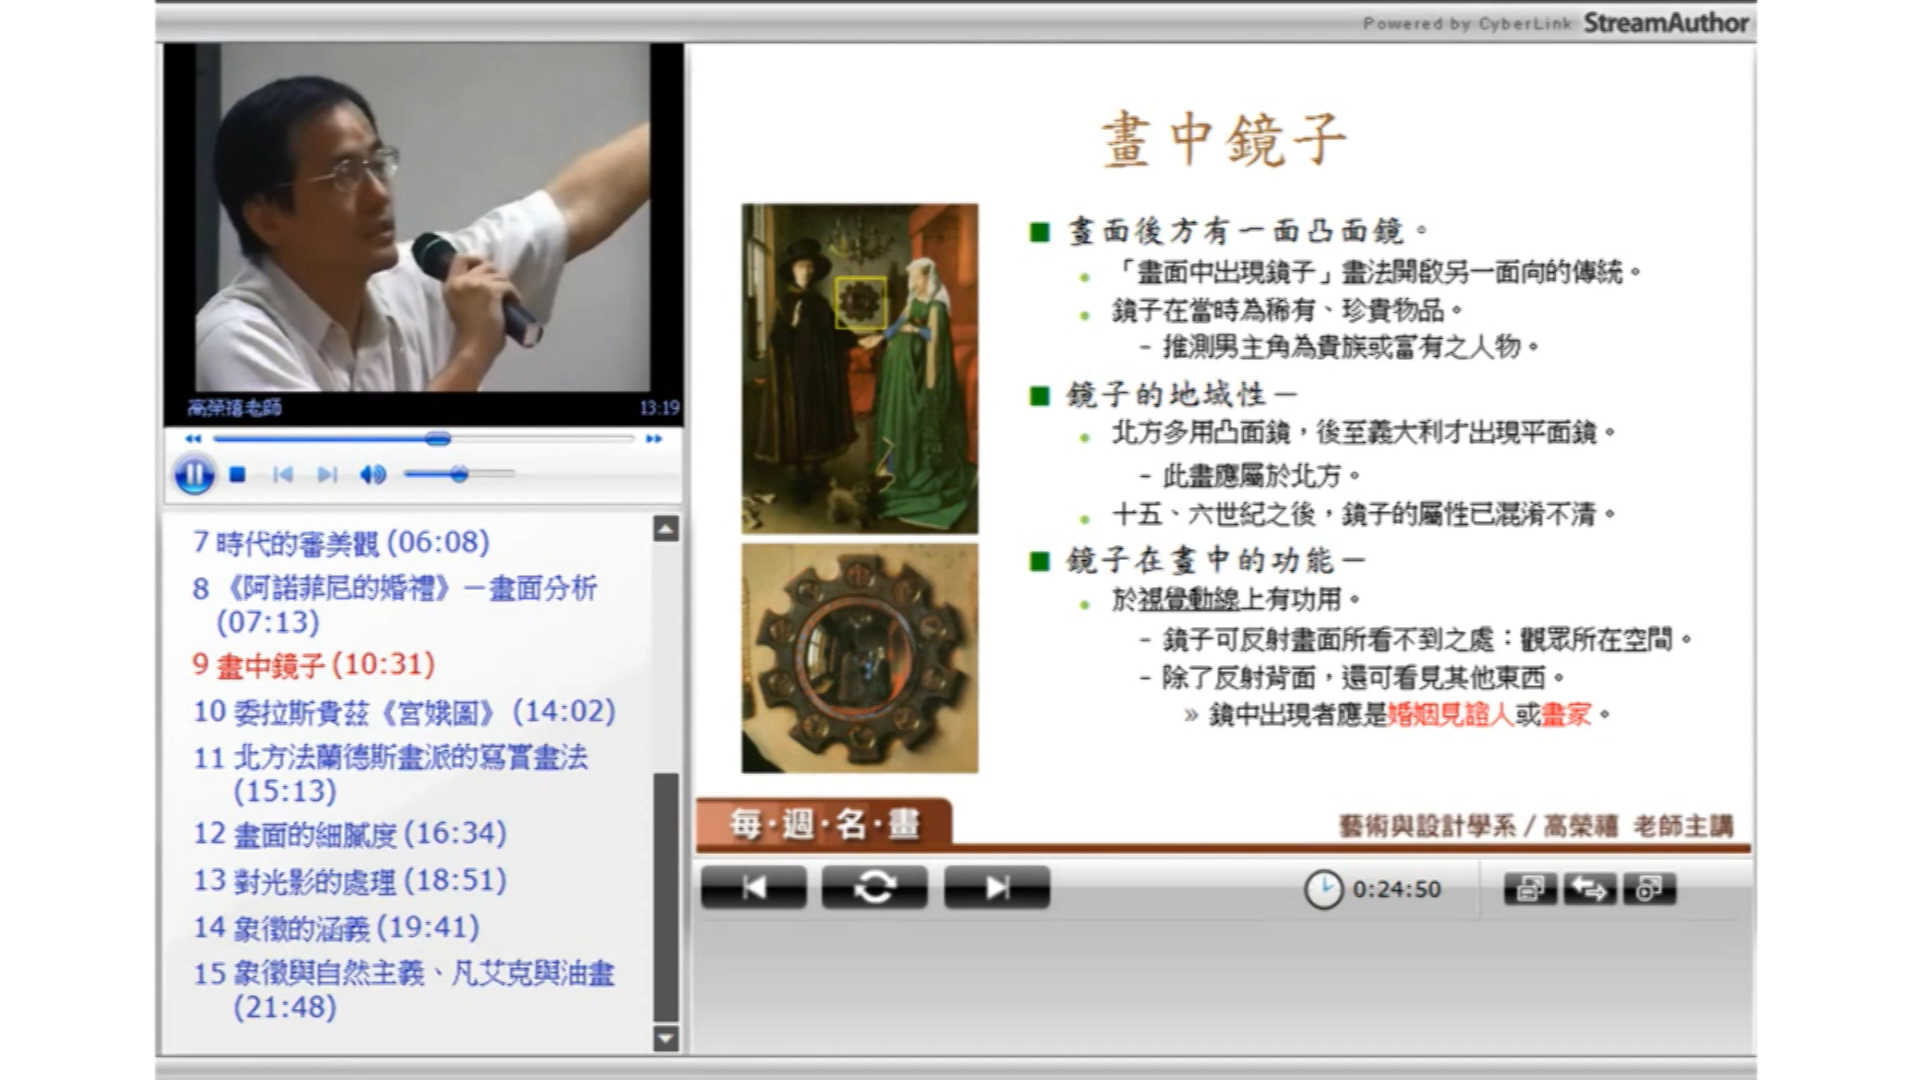 Powered by CyberLink StreamAuthor
高榮禧老師 13:19
7 時代的審美觀 (06:08)
8 《阿諾菲尼的婚禮》－畫面分析
(07:13)
9 畫中鏡子 (10:31)
10 委拉斯貴茲《宮娥圖》 (14:02)
11 北方法蘭德斯畫派的寫實畫法
(15:13)
12 畫面的細膩度 (16:34)
13 對光影的處理 (18:51)
14 象徵的涵義 (19:41)
15 象徵與自然主義、凡艾克與油畫
(21:48)
畫中鏡子
畫面後方有一面凸面鏡。
「畫面中出現鏡子」畫法開啟另一面向的傳統。
鏡子在當時為稀有、珍貴物品。
- 推測男主角為貴族或富有之人物。
鏡子的地域性－
北方多用凸面鏡，後至義大利才出現平面鏡。
- 此畫應屬於北方。
十五、六世紀之後，鏡子的屬性已混淆不清。
鏡子在畫中的功能－
於視覺動線上有功用。
- 鏡子可反射畫面所看不到之處：觀眾所在空間。
- 除了反射背面，還可看見其他東西。
» 鏡中出現者應是婚姻見證人或畫家。
每·週·名·畫
藝術與設計學系 / 高榮禧 老師主講
0:24:50